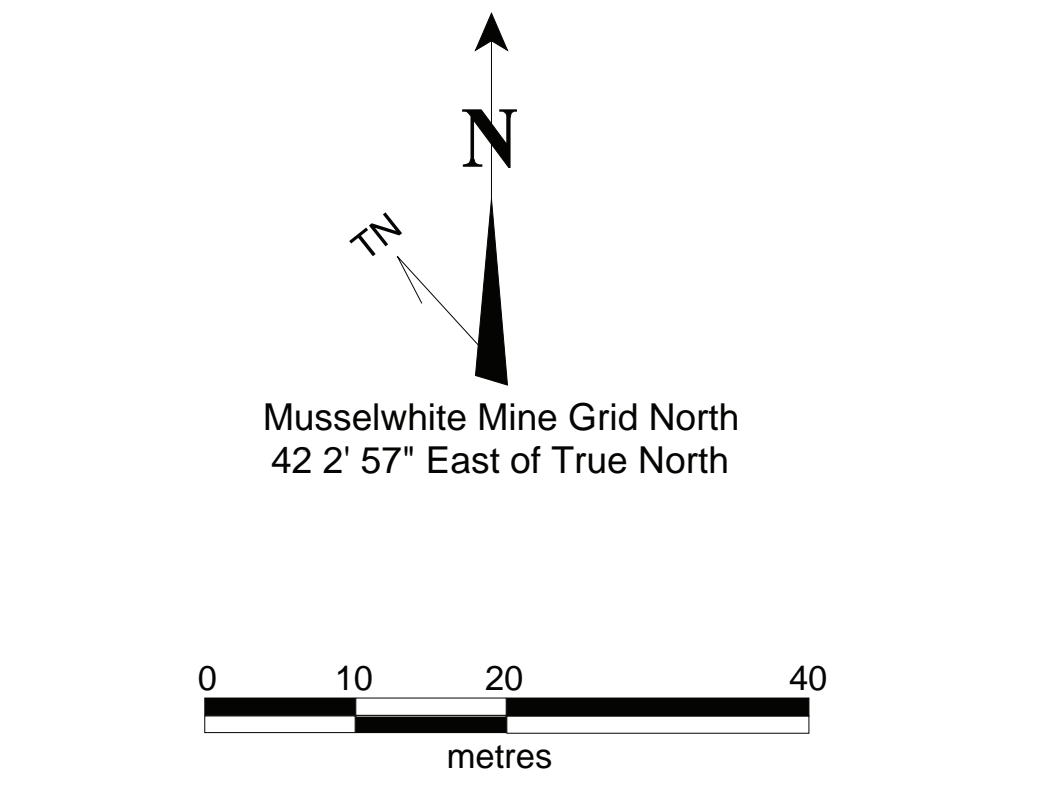 N
TN
Musselwhite Mine Grid North
42 2' 57" East of True North
0 10 20 40
metres